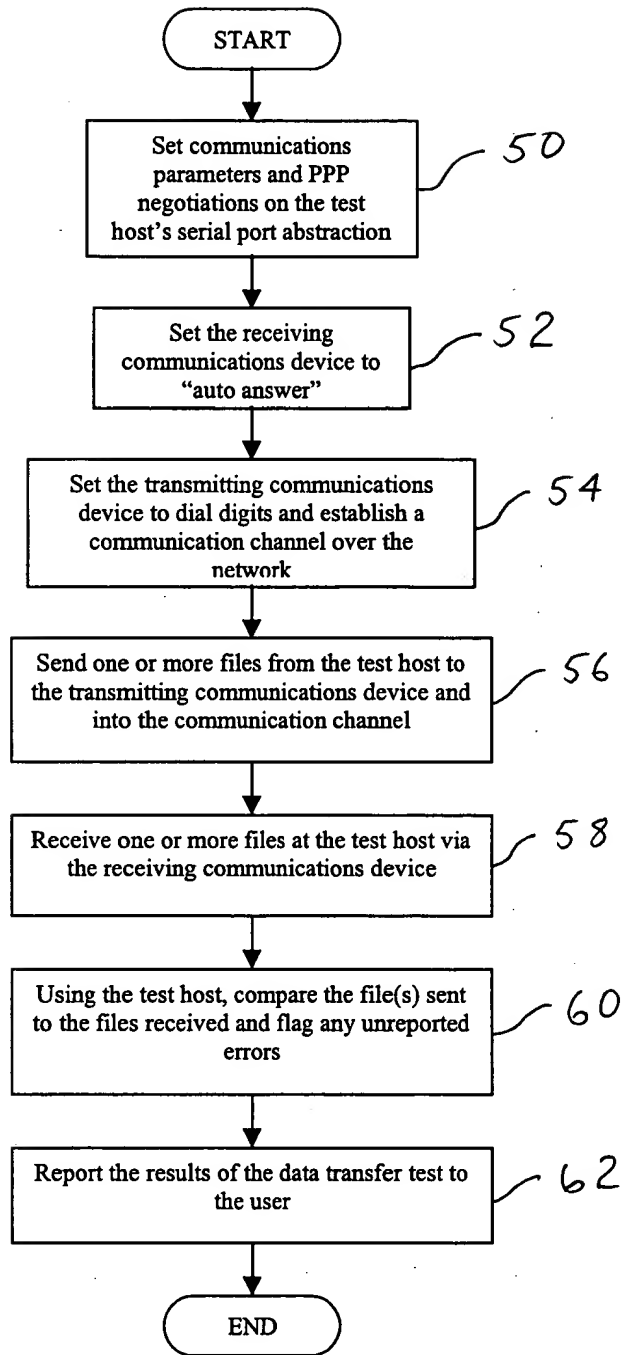 START
Set communications
parameters and PPP
negotiations on the test
host's serial port abstraction
50
Set the receiving
communications device to
“auto answer”
52
Set the transmitting communications
device to dial digits and establish a
communication channel over the
network
54
Send one or more files from the test host to
the transmitting communications device and
into the communication channel
56
Receive one or more files at the test host via
the receiving communications device
58
Using the test host, compare the file(s) sent
to the files received and flag any unreported
errors
60
Report the results of the data transfer test to
the user
62
END